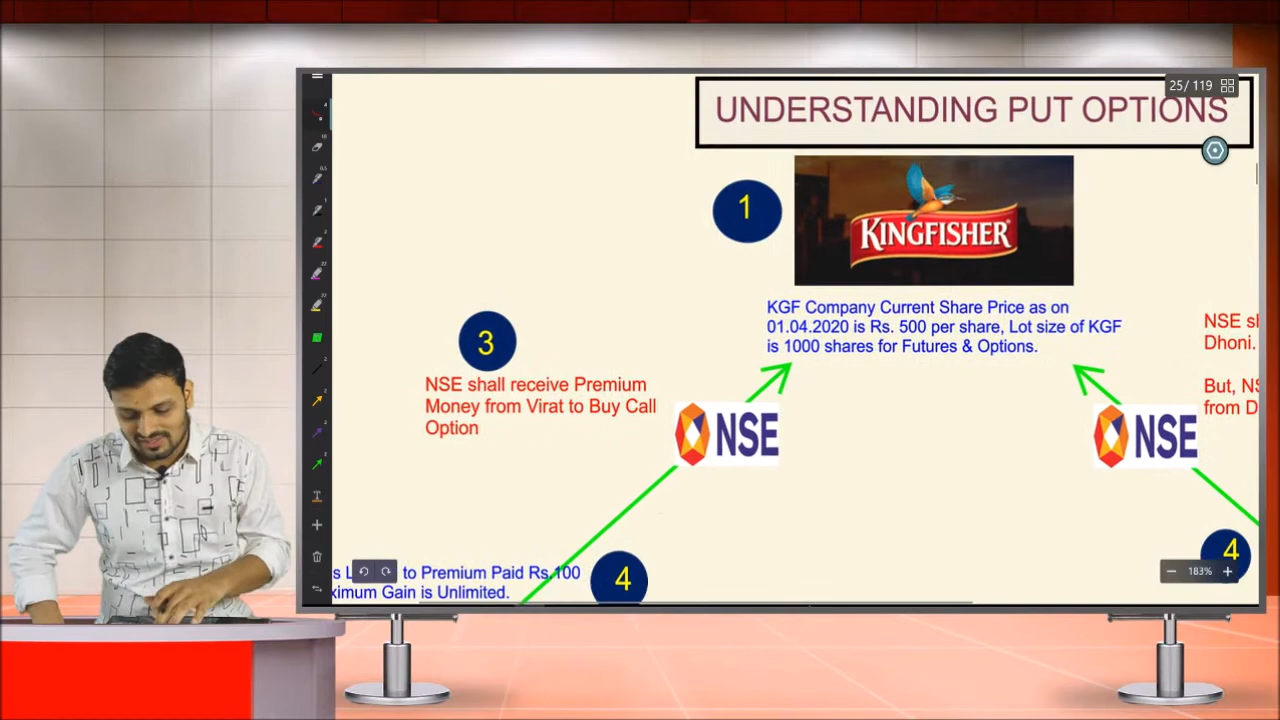 25/ 119
UNDERSTANDING PUT OPTIONS
1
KINGFISHER
KGF Company Current Share Price as on
01.04.2020 is Rs. 500 per share, Lot size of KGF
is 1000 shares for Futures & Options.
3
NSE shall receive Premium
Money from Virat to Buy Call
Option
NSE
NSE
Dhoni.
But,
from
4
to Premium Paid Rs.100
Gain is Unlimited.
4
183%